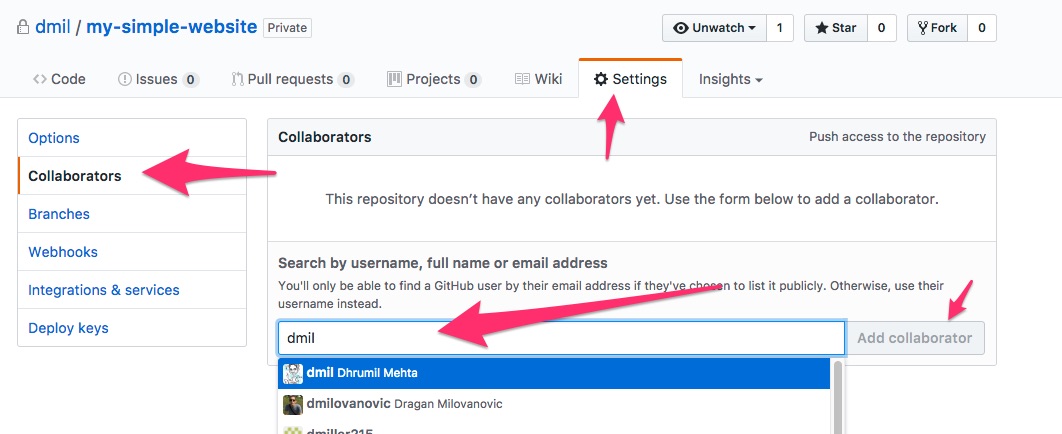 dmil / my-simple-website Private
Unwatch 1 Star 0 Fork 0
Code Issues 0 Pull requests 0 Projects 0 Wiki Settings Insights
Options
Collaborators
Branches
Webhooks
Integrations & services
Deploy keys
Collaborators Push access to the repository
This repository doesn’t have any collaborators yet. Use the form below to add a collaborator.
Search by username, full name or email address
You'll only be able to find a GitHub user by their email address if they've chosen to list it publicly. Otherwise, use their
username instead.
dmil Add collaborator
dmil Dhrumil Mehta
dmilovanovic Dragan Milovanovic